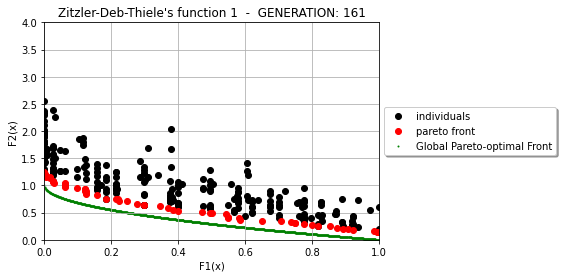 Zitzler-Deb-Thiele's function 1 - GENERATION: 161
4.0
3.5
3.0
2.5
2.0
1.5
1.0
0.5
0.0
F2(x)
0.0 0.2 0.4 0.6 0.8 1.0
F1(x)
individuals
pareto front
Global Pareto-optimal Front